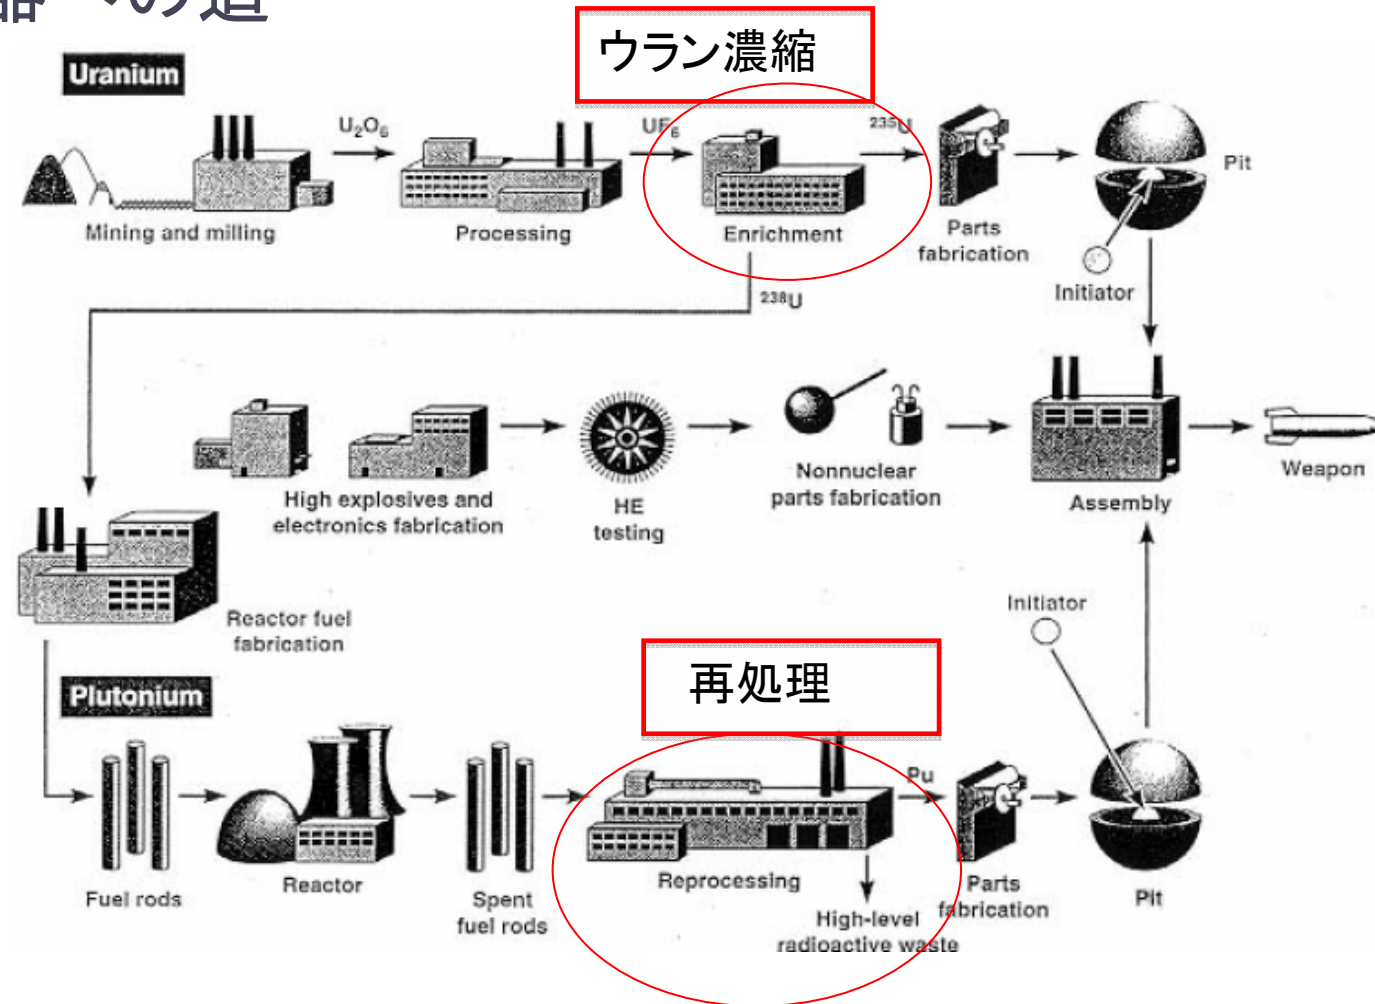 器への道
ウラン濃縮
Uranium
U₂O₆
UF₆
²³⁵U
Pit
Mining and milling
Processing
Enrichment
Parts
fabrication
Initiator
²³⁸U
High explosives and
electronics fabrication
HE
testing
Nonnuclear
parts fabrication
Assembly
Weapon
Reactor fuel
fabrication
Initiator
再処理
Plutonium
Pu
Fuel rods
Reactor
Spent
fuel rods
Reprocessing
High-level
radioactive waste
Parts
fabrication
Pit